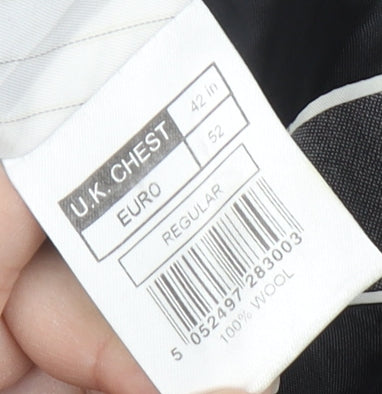 U.K. CHEST 42 in
EURO 52
REGULAR
5 052497 283003
100% WOOL